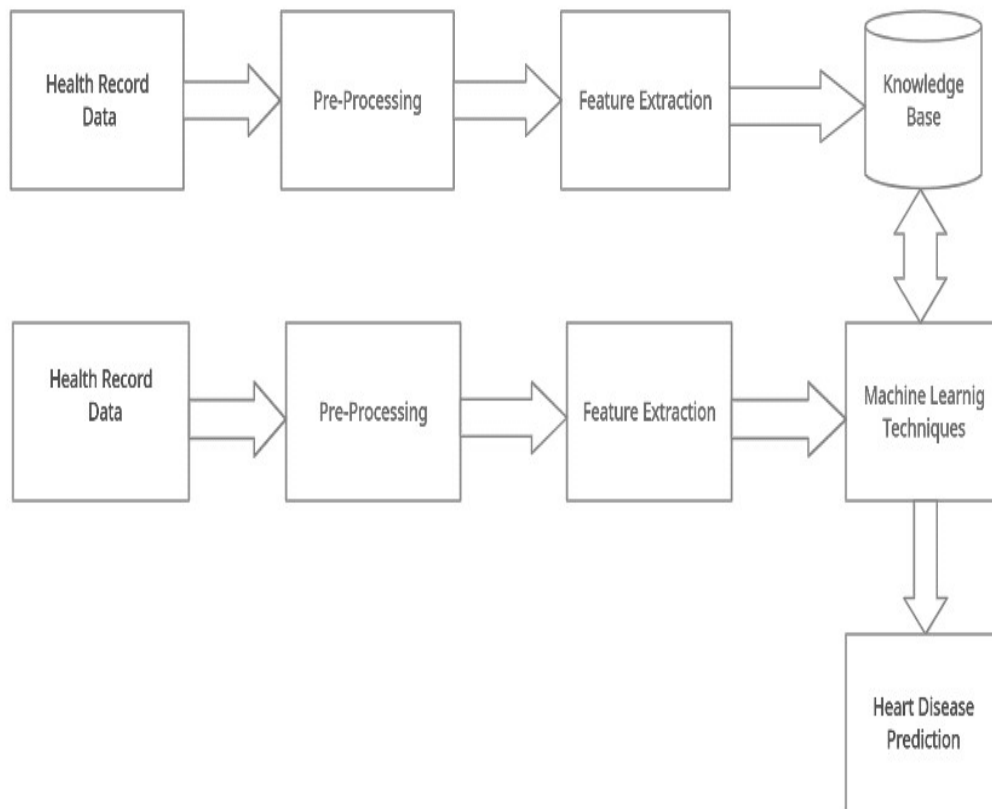 Health Record
Data
Pre-Processing
Feature Extraction
Knowledge
Base
Health Record
Data
Pre-Processing
Feature Extraction
Machine Learnig
Techniques
Heart Disease
Prediction